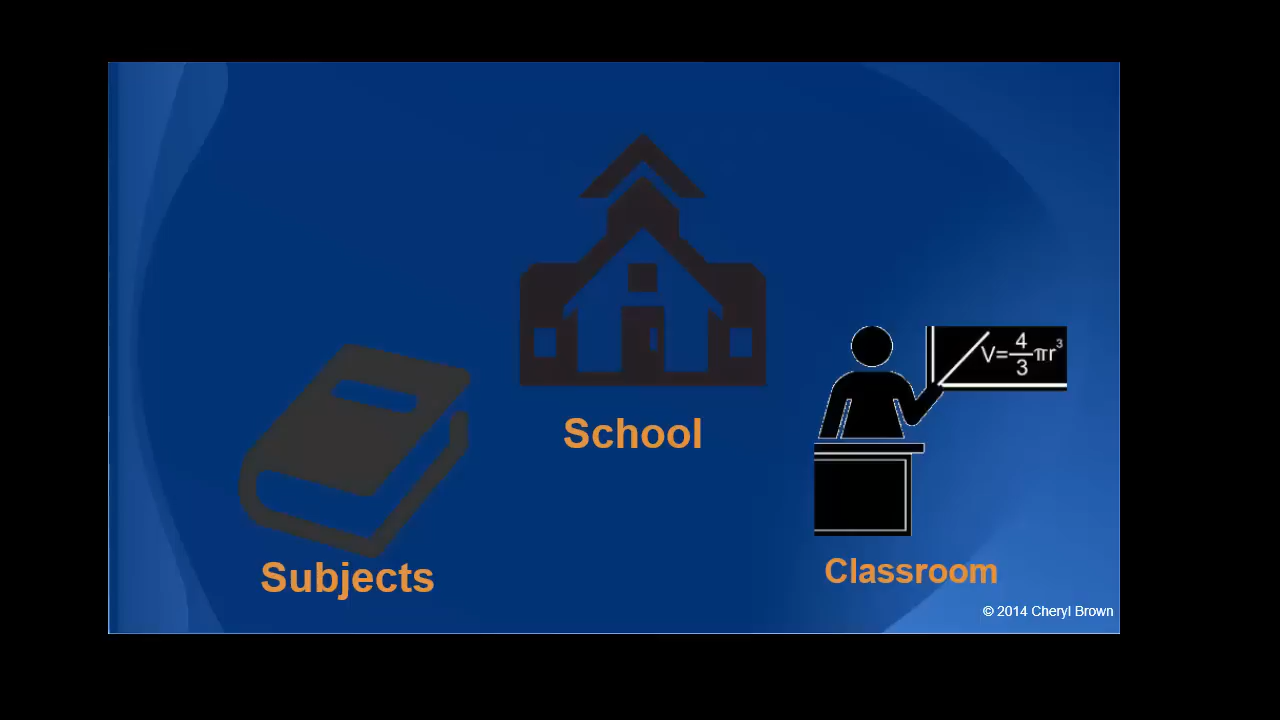 V=4/3πr³
School
Subjects
Classroom
© 2014 Cheryl Brown